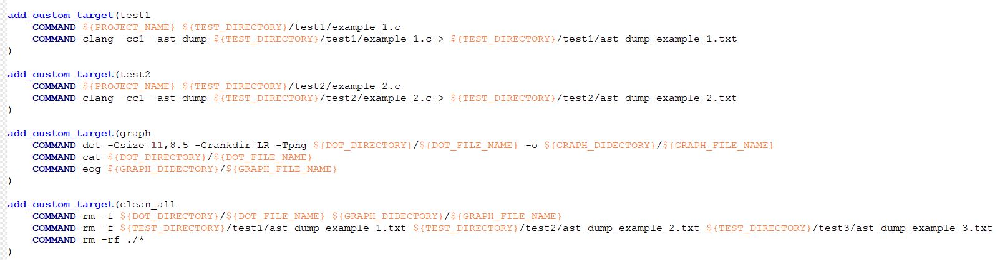 add_custom_target(test1
    COMMAND ${PROJECT_NAME} ${TEST_DIRECTORY}/test1/example_1.c
    COMMAND clang -cc1 -ast-dump ${TEST_DIRECTORY}/test1/example_1.c > ${TEST_DIRECTORY}/test1/ast_dump_example_1.txt
)

add_custom_target(test2
    COMMAND ${PROJECT_NAME} ${TEST_DIRECTORY}/test2/example_2.c
    COMMAND clang -cc1 -ast-dump ${TEST_DIRECTORY}/test2/example_2.c > ${TEST_DIRECTORY}/test2/ast_dump_example_2.txt
)

add_custom_target(graph
    COMMAND dot -Gsize=11,8.5 -Grankdir=LR -Tpng ${DOT_DIRECTORY}/${DOT_FILE_NAME} -o ${GRAPH_DIDECTORY}/${GRAPH_FILE_NAME}
    COMMAND cat ${DOT_DIRECTORY}/${DOT_FILE_NAME}
    COMMAND eog ${GRAPH_DIDECTORY}/${GRAPH_FILE_NAME}
)

add_custom_target(clean_all
    COMMAND rm -f ${DOT_DIRECTORY}/${DOT_FILE_NAME} ${GRAPH_DIDECTORY}/${GRAPH_FILE_NAME}
    COMMAND rm -f ${TEST_DIRECTORY}/test1/ast_dump_example_1.txt ${TEST_DIRECTORY}/test2/ast_dump_example_2.txt ${TEST_DIRECTORY}/test3/ast_dump_example_3.txt
    COMMAND rm -rf ./*
)